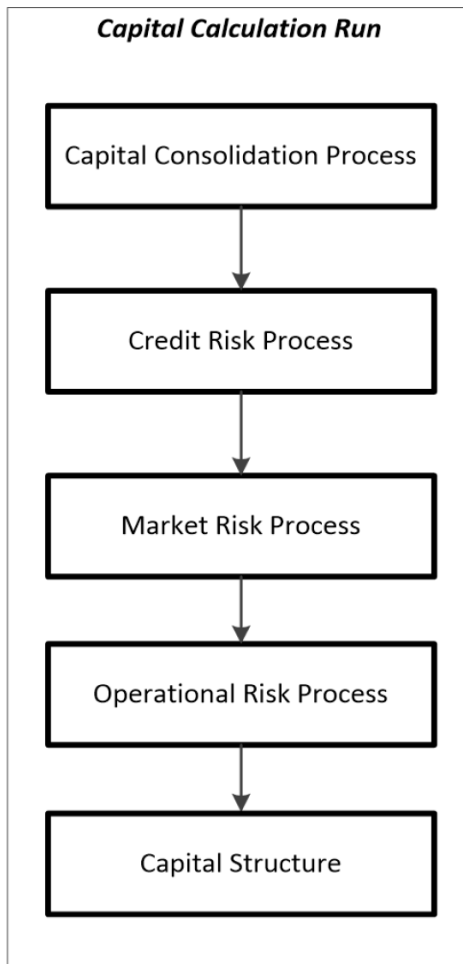 Capital Calculation Run
Capital Consolidation Process
Credit Risk Process
Market Risk Process
Operational Risk Process
Capital Structure